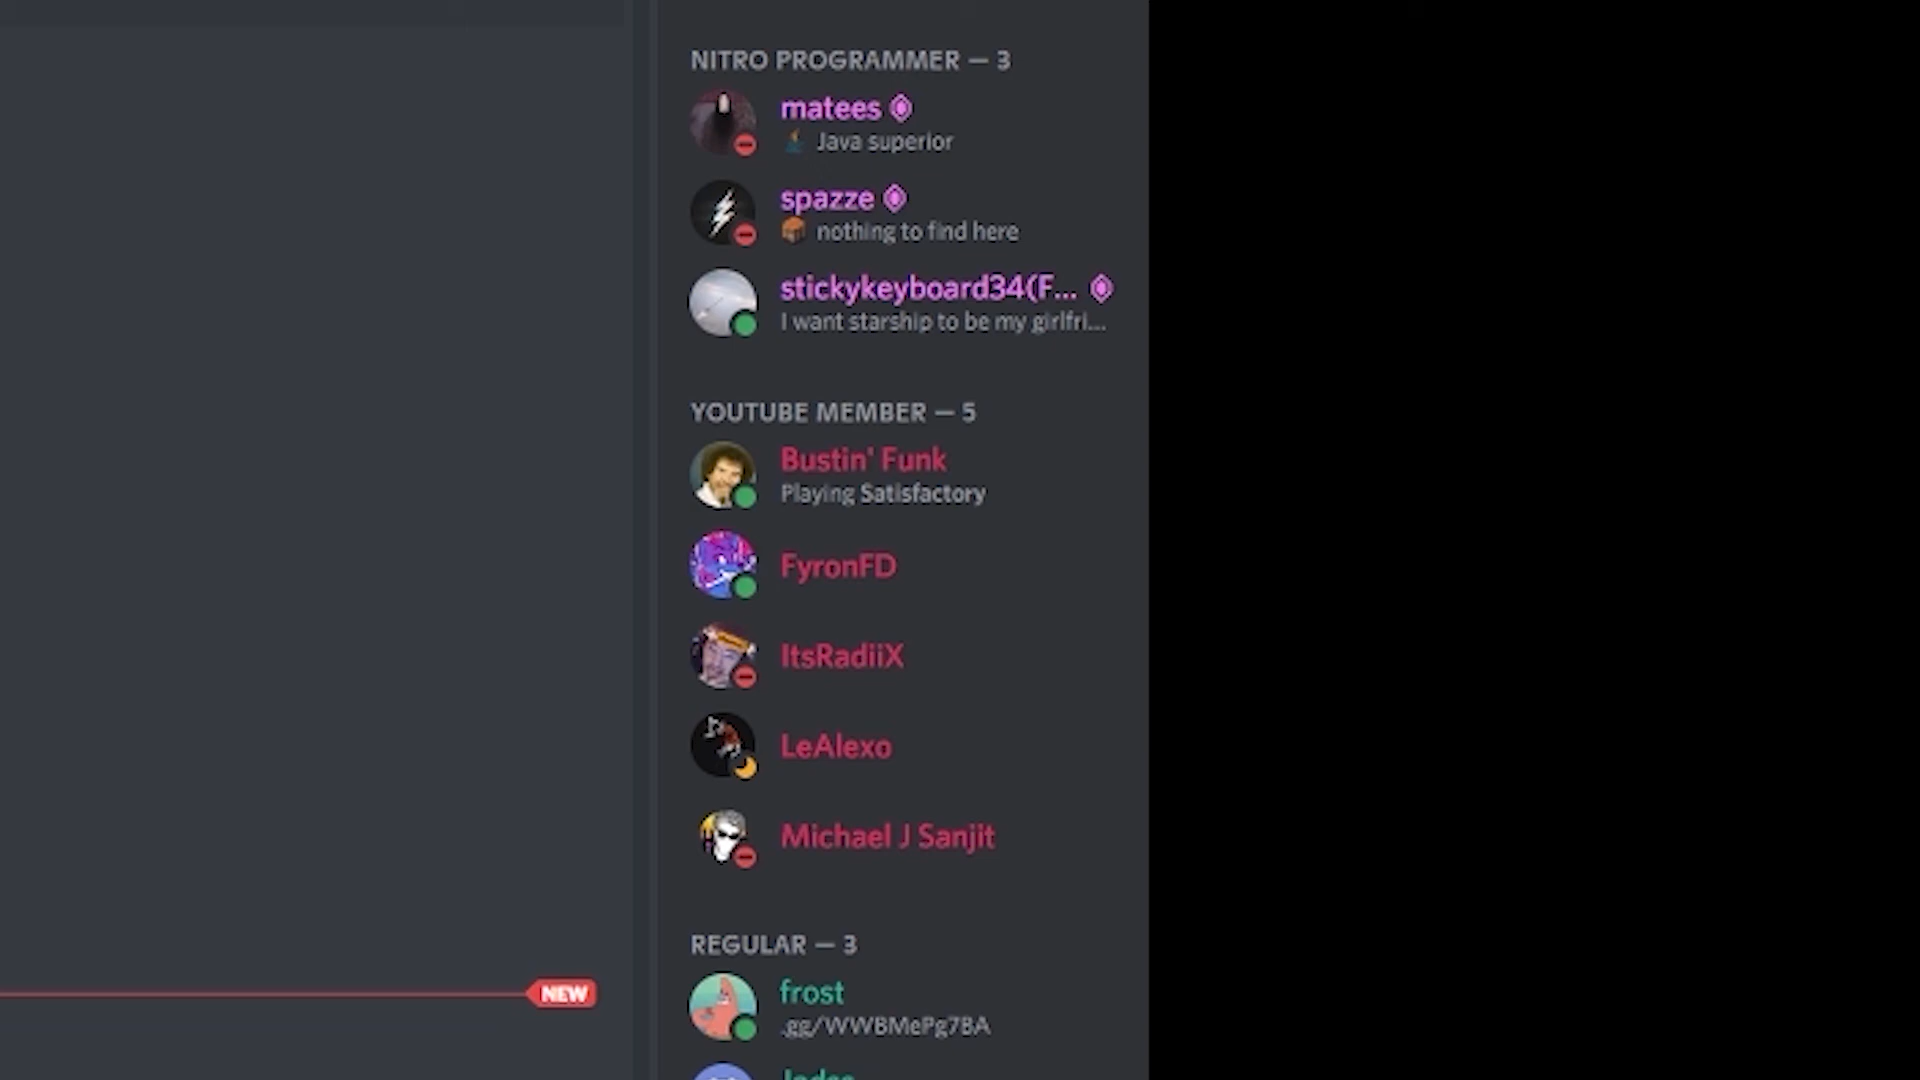 NITRO PROGRAMMER — 3
matees
Java superior
spazze
nothing to find here
stickykeyboard34(F...
I want starship to be my girlfri...
YOUTUBE MEMBER — 5
Bustin' Funk
Playing Satisfactory
FyronFD
ItsRadiiX
LeAlexo
Michael J Sanjit
REGULAR — 3
NEW
frost
.gg/WWBMePg7BA